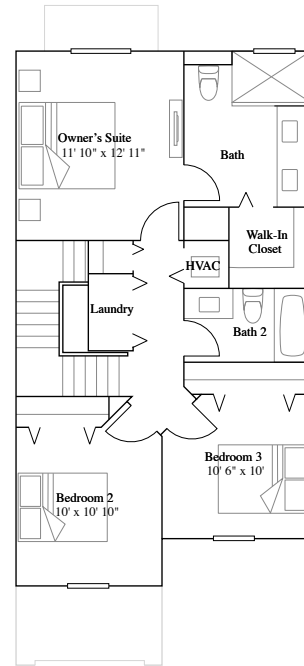 Owner's Suite
11' 10" x 12' 11"
Bath
Walk-In
Closet
HVAC
Laundry
Bath 2
Bedroom 3
10' 6" x 10'
Bedroom 2
10' x 10' 10"